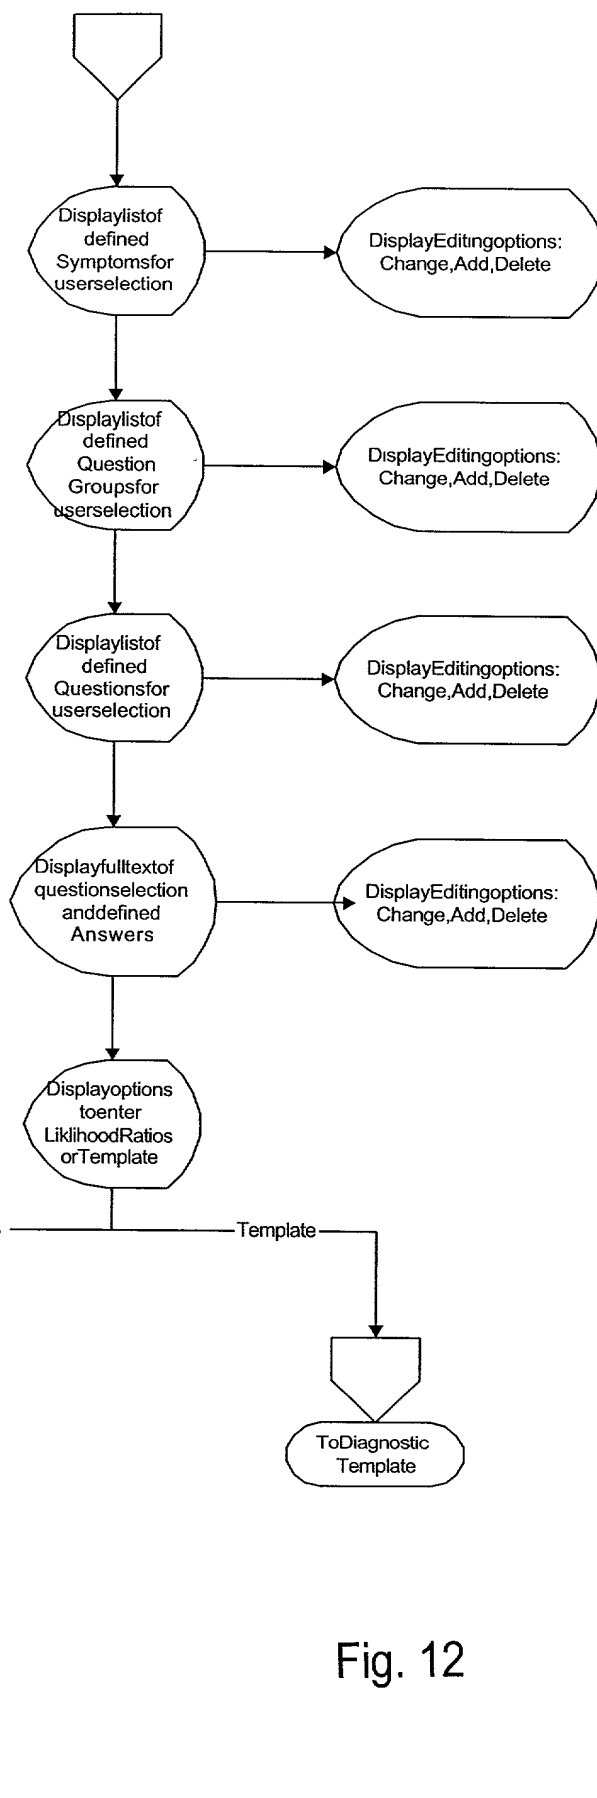 Displaylistof
defined
Symptomsfor
userselection
DisplayEditingoptions:
Change,Add,Delete
Displaylistof
defined
Question
Groupsfor
userselection
DisplayEditingoptions:
Change,Add,Delete
Displaylistof
defined
Questionsfor
userselection
DisplayEditingoptions:
Change,Add,Delete
Displayfulltextof
questionselection
anddefined
Answers
DisplayEditingoptions:
Change,Add,Delete
Displayoptions
toenter
LiklihoodRatios
orTemplate
Template
ToDiagnostic
Template
Fig. 12